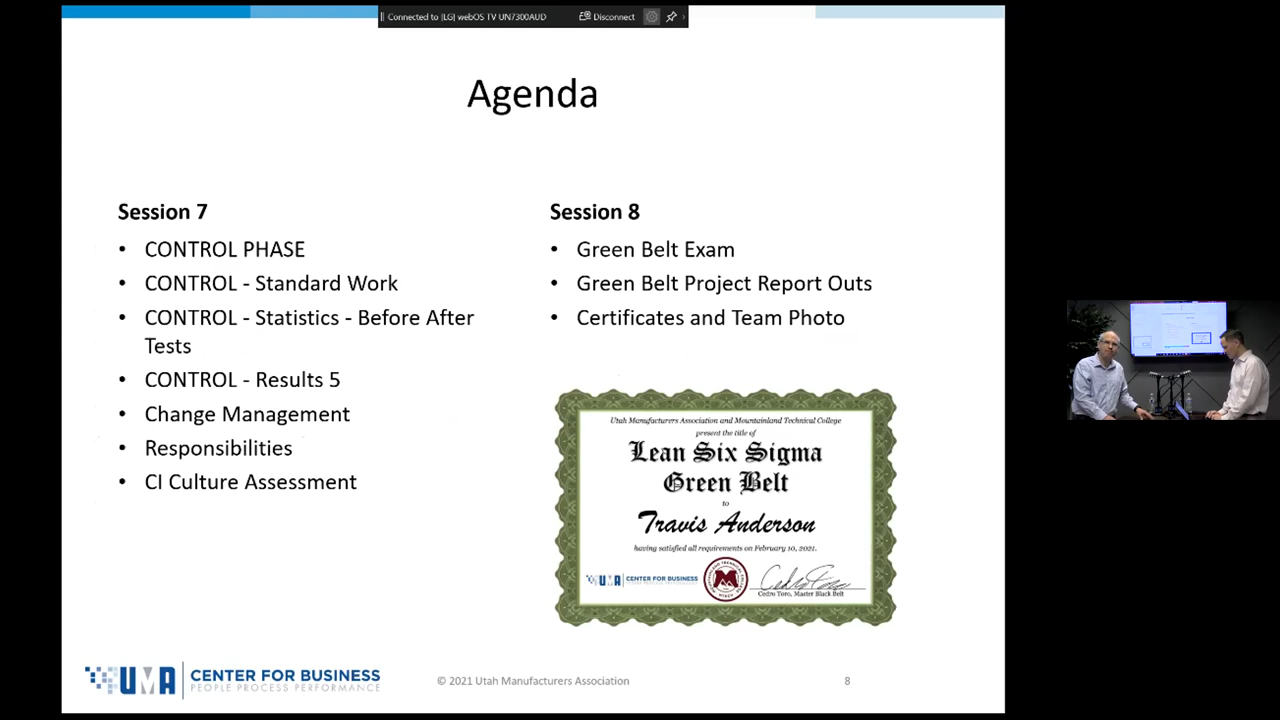 Connected to [LG] webOS TV UN7300AUD
Disconnect
Agenda
Session 7
• CONTROL PHASE
• CONTROL - Standard Work
• CONTROL - Statistics - Before After
Tests
• CONTROL - Results 5
• Change Management
• Responsibilities
• CI Culture Assessment
Session 8
• Green Belt Exam
• Green Belt Project Report Outs
• Certificates and Team Photo
Utah Manufacturers Association and Mountainland Technical College
present the title of
Lean Six Sigma
Green Belt
to
Travis Anderson
having satisfied all requirements on February 10, 2021.
UMA CENTER FOR BUSINESS
Cedro Toro, Master Black Belt
UMA CENTER FOR BUSINESS
PEOPLE PROCESS PERFORMANCE
© 2021 Utah Manufacturers Association
8